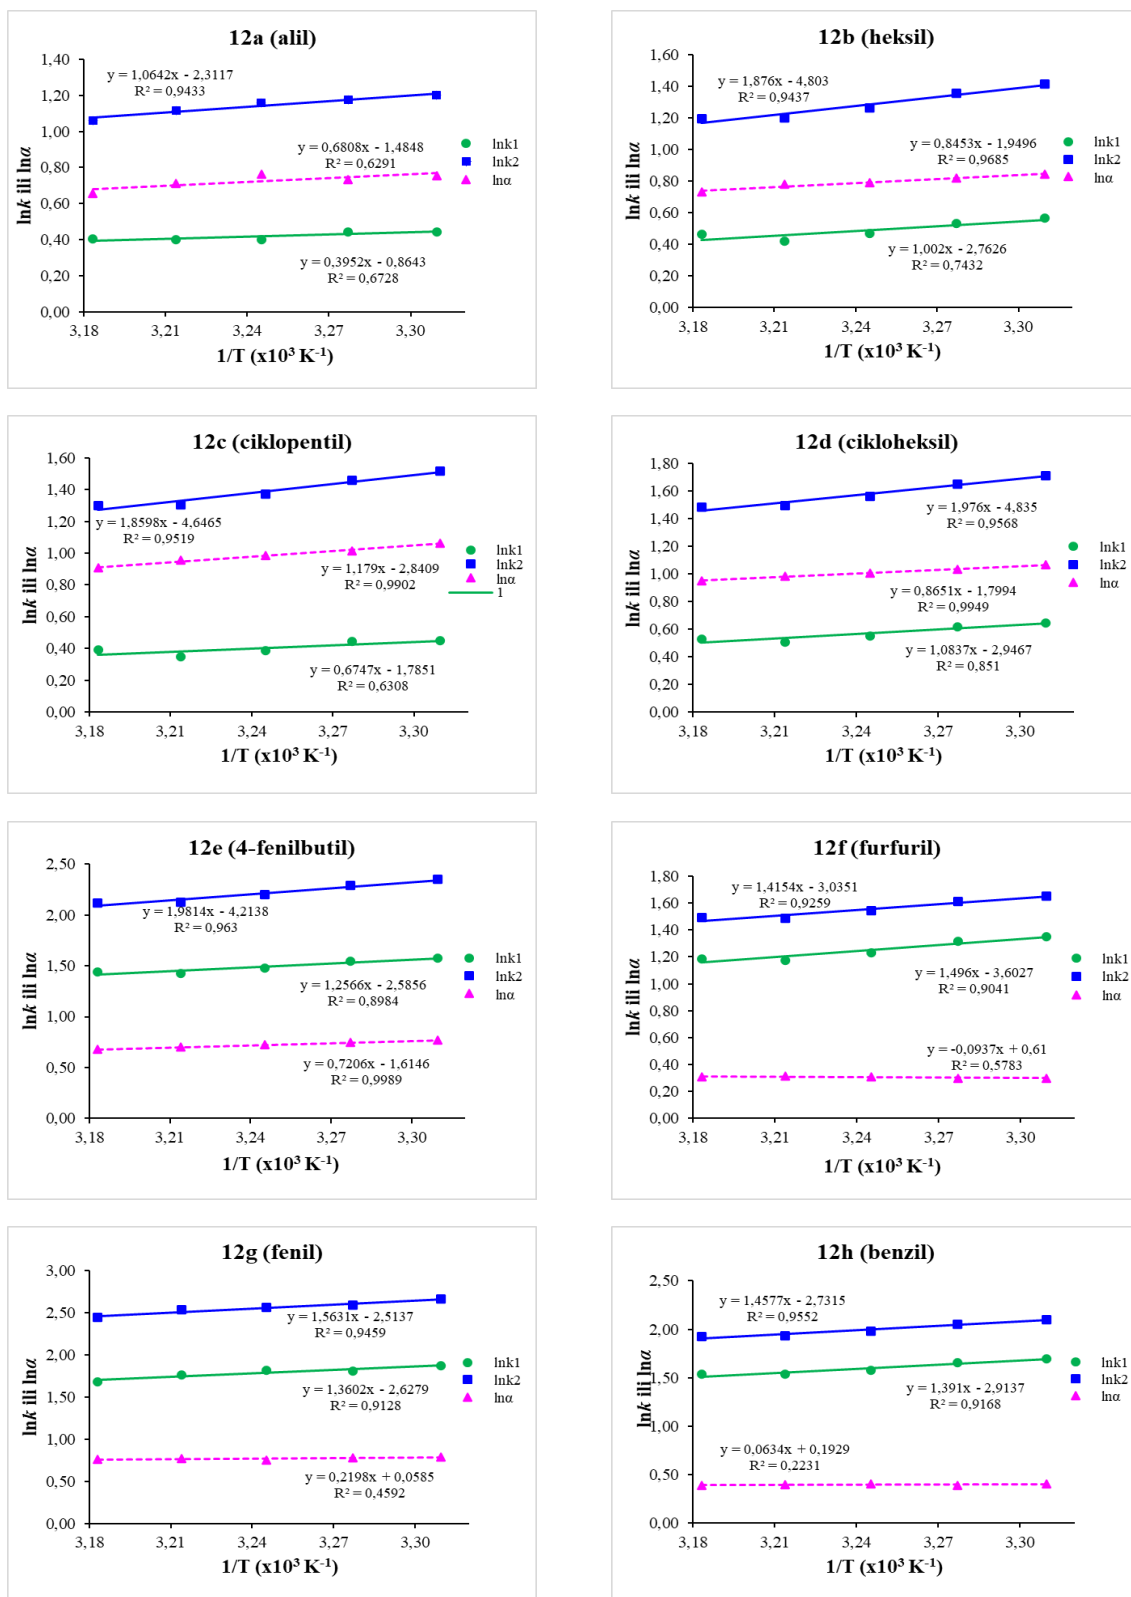 12a (alil)
1,40
1,20
1,00
0,80
0,60
0,40
0,20
0,00
3,18
3,21
3,24
3,27
3,30
lnk ili lnα
1/T (x10³ K⁻¹)
y = 1,0642x - 2,3117
R² = 0,9433
y = 0,6808x - 1,4848
R² = 0,6291
y = 0,3952x - 0,8643
R² = 0,6728
lnk1
lnk2
lnα
12b (heksil)
1,60
1,40
1,20
1,00
0,80
0,60
0,40
0,20
0,00
3,18
3,21
3,24
3,27
3,30
lnk ili lnα
1/T (x10³ K⁻¹)
y = 1,876x - 4,803
R² = 0,9437
y = 0,8453x - 1,9496
R² = 0,9685
y = 1,002x - 2,7626
R² = 0,7432
lnk1
lnk2
lnα
12c (ciklopentil)
1,60
1,40
1,20
1,00
0,80
0,60
0,40
0,20
0,00
3,18
3,21
3,24
3,27
3,30
lnk ili lnα
1/T (x10³ K⁻¹)
y = 1,8598x - 4,6465
R² = 0,9519
y = 1,179x - 2,8409
R² = 0,9902
y = 0,6747x - 1,7851
R² = 0,6308
lnk1
lnk2
lnα
1
12d (cikloheksil)
1,80
1,60
1,40
1,20
1,00
0,80
0,60
0,40
0,20
0,00
3,18
3,21
3,24
3,27
3,30
lnk ili lnα
1/T (x10³ K⁻¹)
y = 1,976x - 4,835
R² = 0,9568
y = 0,8651x - 1,7994
R² = 0,9949
y = 1,0837x - 2,9467
R² = 0,851
lnk1
lnk2
lnα
12e (4-fenilbutil)
2,50
2,00
1,50
1,00
0,50
0,00
3,18
3,21
3,24
3,27
3,30
lnk ili lnα
1/T (x10³ K⁻¹)
y = 1,9814x - 4,2138
R² = 0,963
y = 1,2566x - 2,5856
R² = 0,8984
y = 0,7206x - 1,6146
R² = 0,9989
lnk1
lnk2
lnα
12f (furfuril)
1,80
1,60
1,40
1,20
1,00
0,80
0,60
0,40
0,20
0,00
3,18
3,21
3,24
3,27
3,30
lnk ili lnα
1/T (x10³ K⁻¹)
y = 1,4154x - 3,0351
R² = 0,9259
y = 1,496x - 3,6027
R² = 0,9041
y = -0,0937x + 0,61
R² = 0,5783
lnk1
lnk2
lnα
12g (fenil)
3,00
2,50
2,00
1,50
1,00
0,50
0,00
3,18
3,21
3,24
3,27
3,30
lnk ili lnα
1/T (x10³ K⁻¹)
y = 1,5631x - 2,5137
R² = 0,9459
y = 1,3602x - 2,6279
R² = 0,9128
y = 0,2198x + 0,0585
R² = 0,4592
lnk1
lnk2
lnα
12h (benzil)
2,50
2,00
1,50
1,00
0,50
0,00
3,18
3,21
3,24
3,27
3,30
lnk ili lnα
1/T (x10³ K⁻¹)
y = 1,4577x - 2,7315
R² = 0,9552
y = 1,391x - 2,9137
R² = 0,9168
y = 0,0634x + 0,1929
R² = 0,2231
lnk1
lnk2
lnα